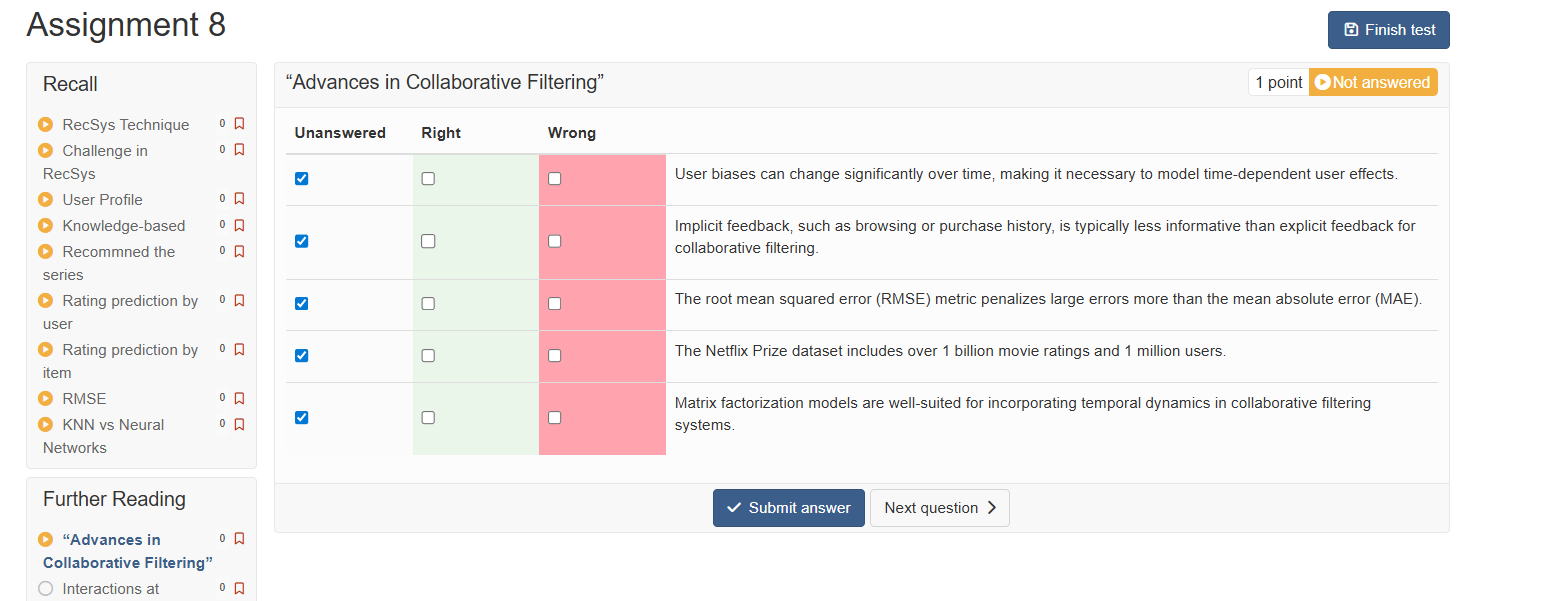 Assignment 8
Finish test
Recall
RecSys Technique 0
Challenge in 0
RecSys
User Profile 0
Knowledge-based 0
Recommned the 0
series
Rating prediction by 0
user
Rating prediction by 0
item
RMSE 0
KNN vs Neural 0
Networks
Further Reading
“Advances in 0
Collaborative Filtering”
Interactions at 0
“Advances in Collaborative Filtering”
1 point Not answered
Unanswered Right Wrong
User biases can change significantly over time, making it necessary to model time-dependent user effects.
Implicit feedback, such as browsing or purchase history, is typically less informative than explicit feedback for
collaborative filtering.
The root mean squared error (RMSE) metric penalizes large errors more than the mean absolute error (MAE).
The Netflix Prize dataset includes over 1 billion movie ratings and 1 million users.
Matrix factorization models are well-suited for incorporating temporal dynamics in collaborative filtering
systems.
Submit answer
Next question